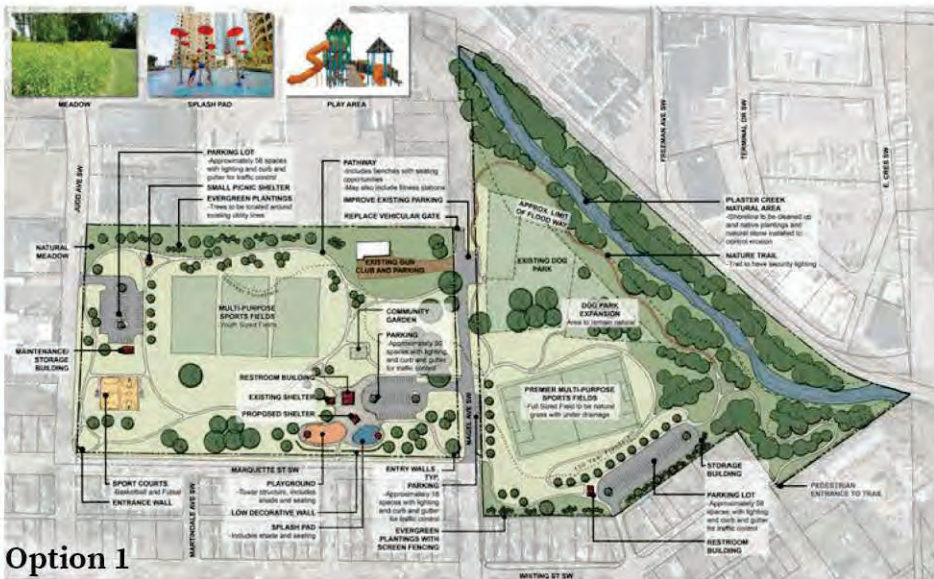 MEADOW
SPLASH PAD
PLAY AREA
JUDD AVE SW
PARKING LOT
-Approximately 58 spaces
with lighting and curb and
gutter for traffic control
SMALL PICNIC SHELTER
EVERGREEN PLANTINGS
-Trees to be located around
existing utility lines
NATURAL
MEADOW
PATHWAY
-Includes benches with seating
opportunities
-May also include fitness stations
IMPROVE EXISTING PARKING
REPLACE VEHICULAR GATE
EXISTING GUN
CLUB AND PARKING
MULTI-PURPOSE
SPORTS FIELDS
Youth Sized Fields
COMMUNITY
GARDEN
PARKING
-Approximately
spaces with lighting,
and curb and gutter
for traffic control
MAINTENANCE/
STORAGE
BUILDING
RESTROOM BUILDING
EXISTING SHELTER
PROPOSED SHELTER
NAGEL AVE SW
MARQUETTE ST SW
MARTINDALE AVE SW
SPORT COURTS
-Basketball and Futsal
ENTRANCE WALL
PLAYGROUND
-Tower structure, includes
shade and seating
LOW DECORATIVE WALL
SPLASH PAD
-Includes shade and seating
ENTRY WALLS
TYP.
PARKING
-Approximately 18
spaces with lighting
and curb and gutter
for traffic control
EVERGREEN
PLANTINGS WITH
SCREEN FENCING
FREEMAN AVE SW
TERMINAL DR SW
E. CRES SW
PLASTER CREEK
NATURAL AREA
-Shoreline to be cleaned up
and native plantings and
natural stone installed to
control erosion
NATURE TRAIL
-Trail to have security lighting
APPROX. LIMIT
OF FLOOD WAY
EXISTING DOG
PARK
DOG PARK
EXPANSION
Area to remain natural
PREMIER MULTI-PURPOSE
SPORTS FIELDS
-Full Sized Field to be natural
grass with under drainage
STORAGE
BUILDING
PEDESTRIAN
ENTRANCE TO TRAIL
PARKING LOT
-Approximately 58
spaces with lighting
and curb and gutter
for traffic control
RESTROOM
BUILDING
WHITING ST SW
Option 1